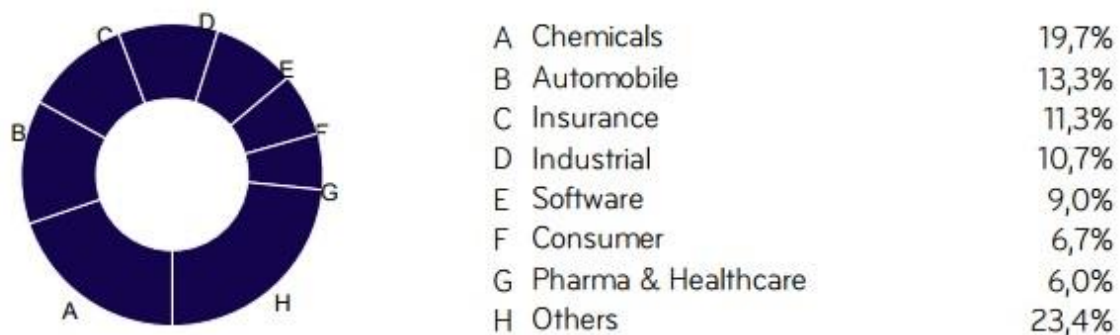 A Chemicals 19,7%
B Automobile 13,3%
C Insurance 11,3%
D Industrial 10,7%
E Software 9,0%
F Consumer 6,7%
G Pharma & Healthcare 6,0%
H Others 23,4%
A
B
C
D
E
F
G
H